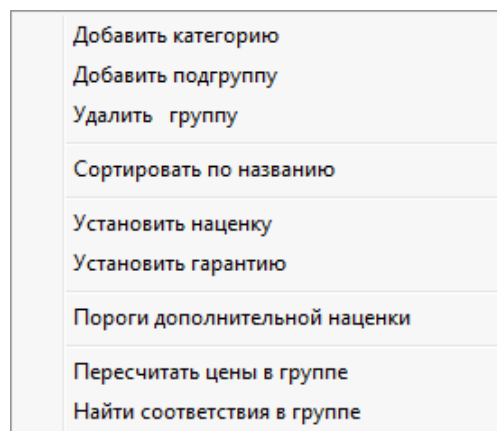 Добавить категорию
Добавить подгруппу
Удалить группу
Сортировать по названию
Установить наценку
Установить гарантию
Пороги дополнительной наценки
Пересчитать цены в группе
Найти соответствия в группе